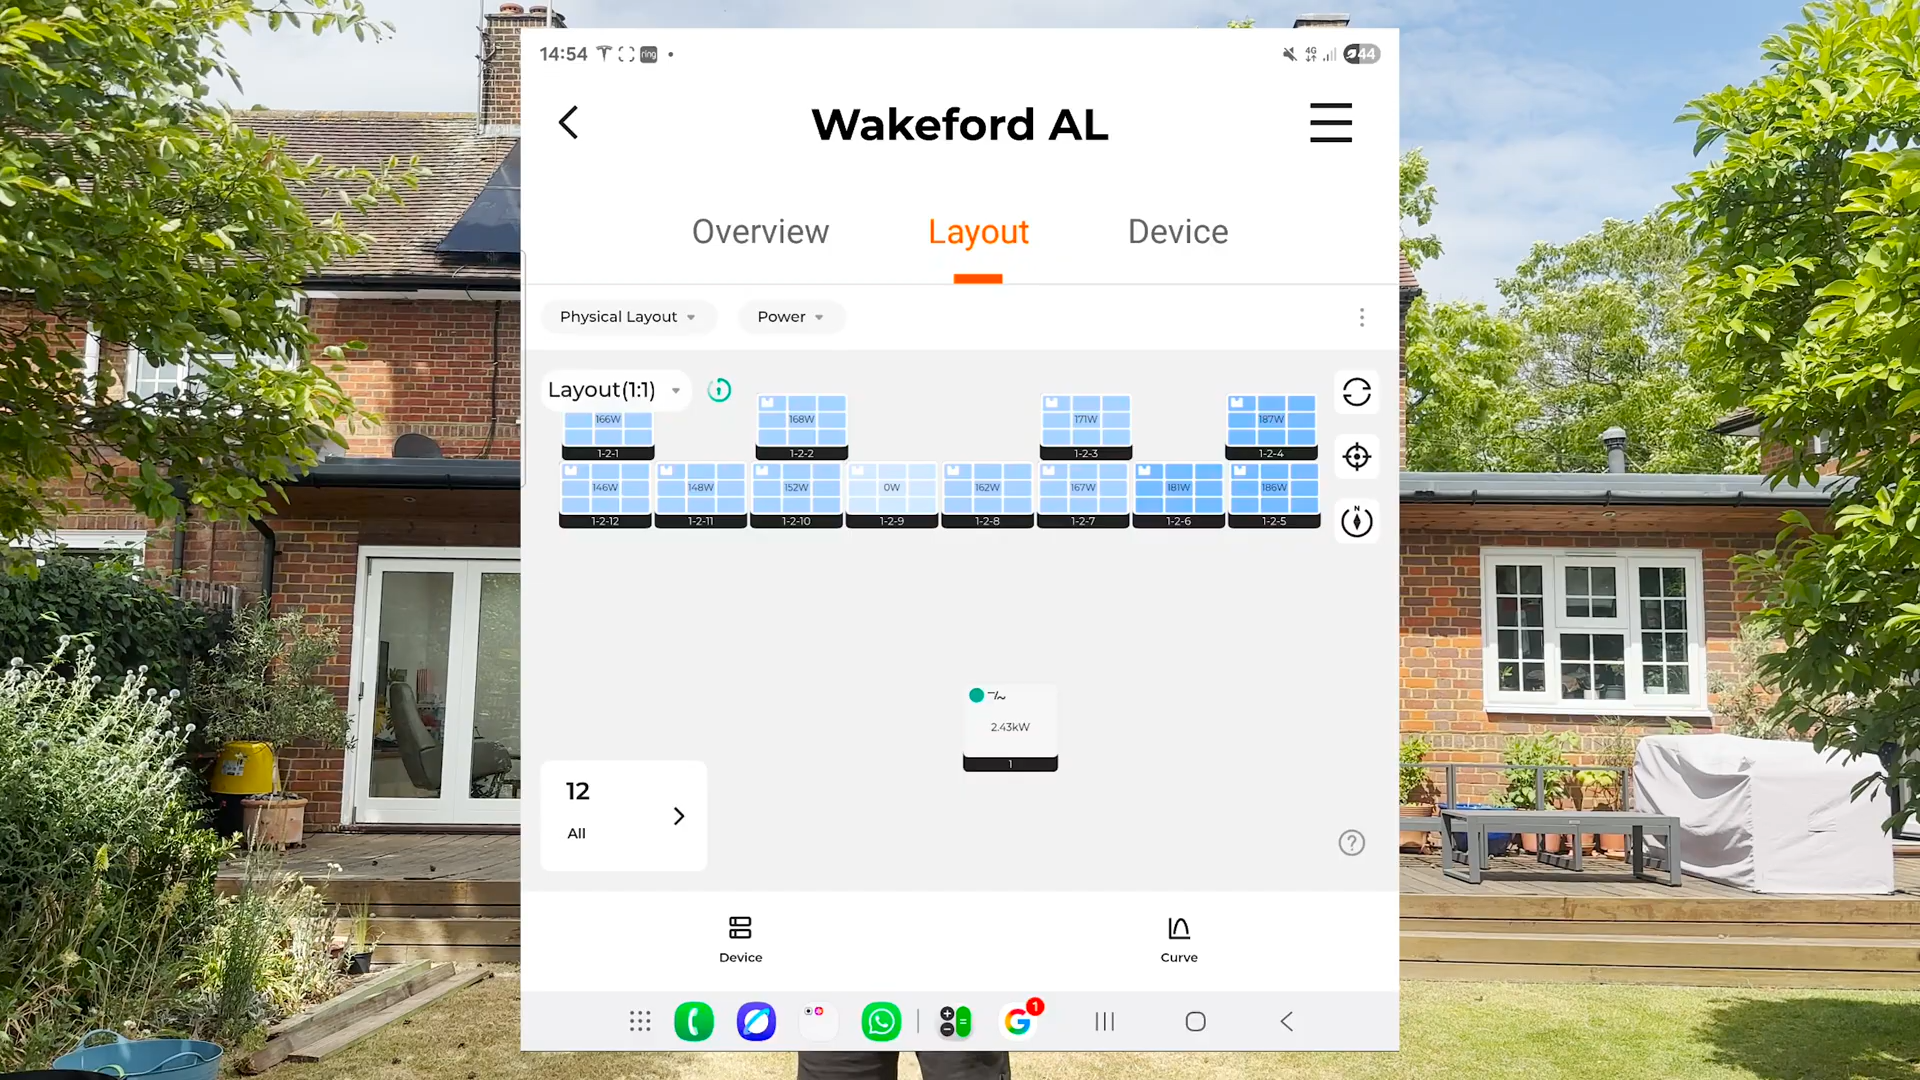 14:54 ring 4G 44
Wakeford AL
Overview Layout Device
Physical Layout Power
Layout(1:1)
166W 168W 171W 187W
1-2-1 1-2-2 1-2-3 1-2-4
146W 148W 152W 0W 162W 167W 181W 186W
1-2-12 1-2-11 1-2-10 1-2-9 1-2-8 1-2-7 1-2-6 1-2-5
N
2.43kW
1
12
All
?
Device Curve
1